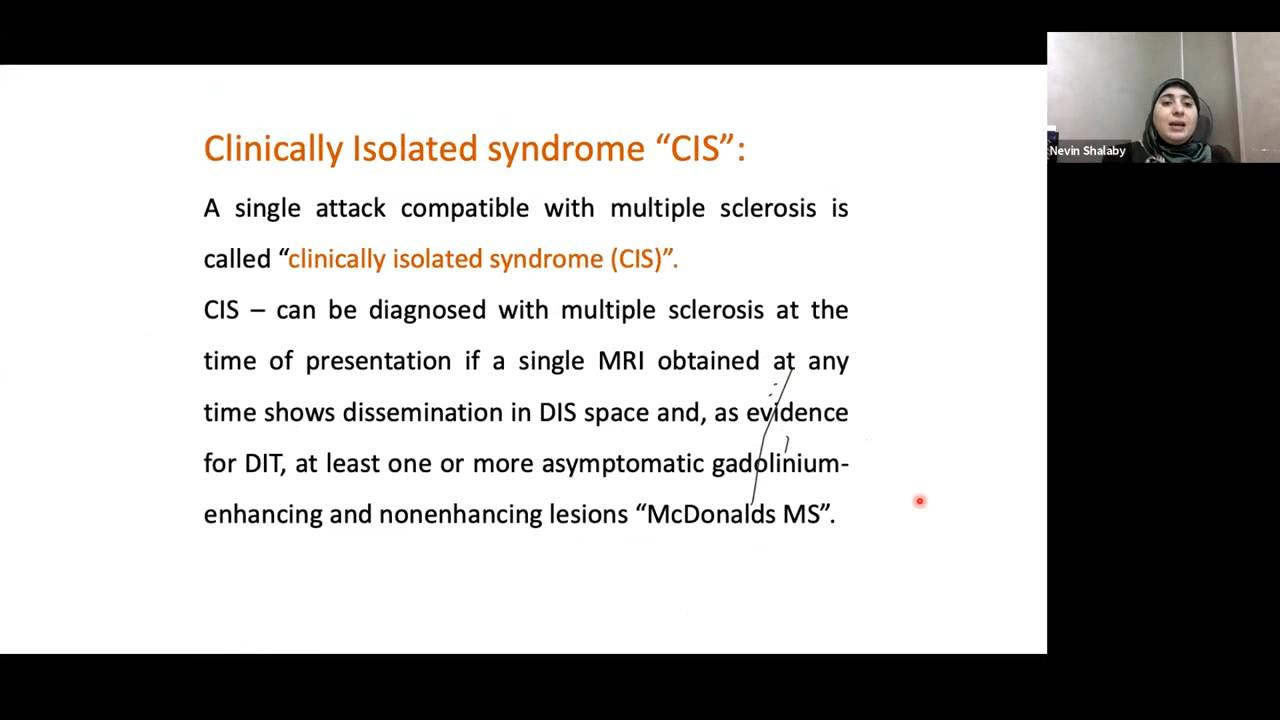 Clinically Isolated syndrome “CIS”:
A single attack compatible with multiple sclerosis is
called “clinically isolated syndrome (CIS)”.
CIS – can be diagnosed with multiple sclerosis at the
time of presentation if a single MRI obtained at any
time shows dissemination in DIS space and, as evidence
for DIT, at least one or more asymptomatic gadolinium-
enhancing and nonenhancing lesions “McDonalds MS”.
Nevin Shalaby